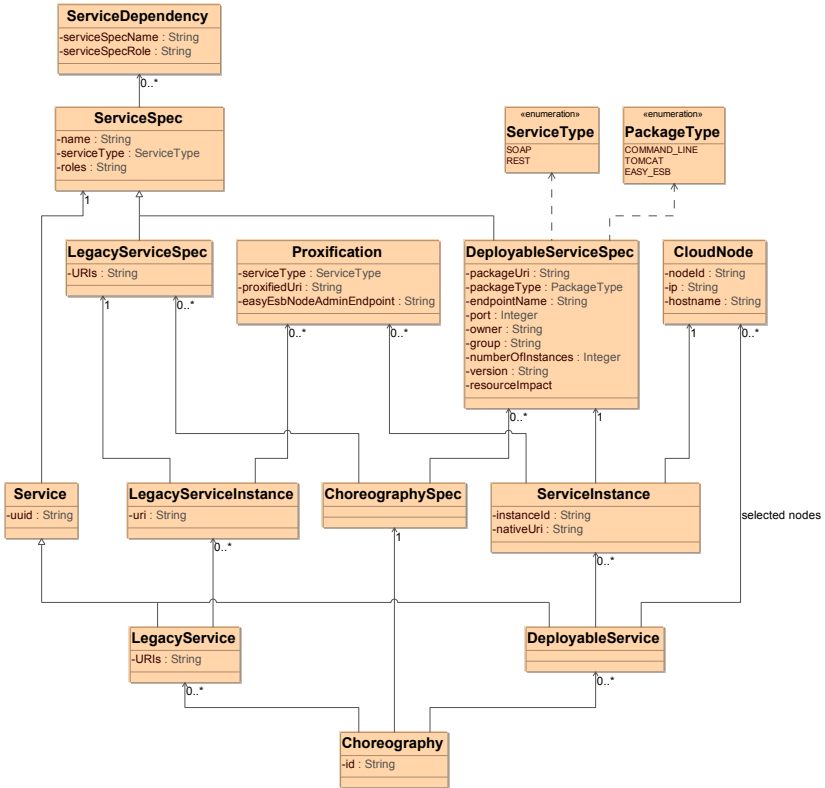 ServiceDependency
-serviceSpecName : String
-serviceSpecRole : String
0..*
ServiceSpec
-name : String
-serviceType : ServiceType
-roles : String
1
«enumeration»
ServiceType
SOAP
REST
«enumeration»
PackageType
COMMAND_LINE
TOMCAT
EASY_ESB
LegacyServiceSpec
-URIs : String
1
0..*
Proxification
-serviceType : ServiceType
-proxifiedUri : String
-easyEsbNodeAdminEndpoint : String
0..*
0..*
DeployableServiceSpec
-packageUri : String
-packageType : PackageType
-endpointName : String
-port : Integer
-owner : String
-group : String
-numberOfInstances : Integer
-version : String
-resourceImpact
0..*
1
CloudNode
-nodeId : String
-ip : String
-hostname : String
1
0..*
Service
-uuid : String
LegacyServiceInstance
-uri : String
0..*
ChoreographySpec
1
ServiceInstance
-instanceId : String
-nativeUri : String
0..*
selected nodes
LegacyService
-URIs : String
0..*
DeployableService
0..*
Choreography
-id : String